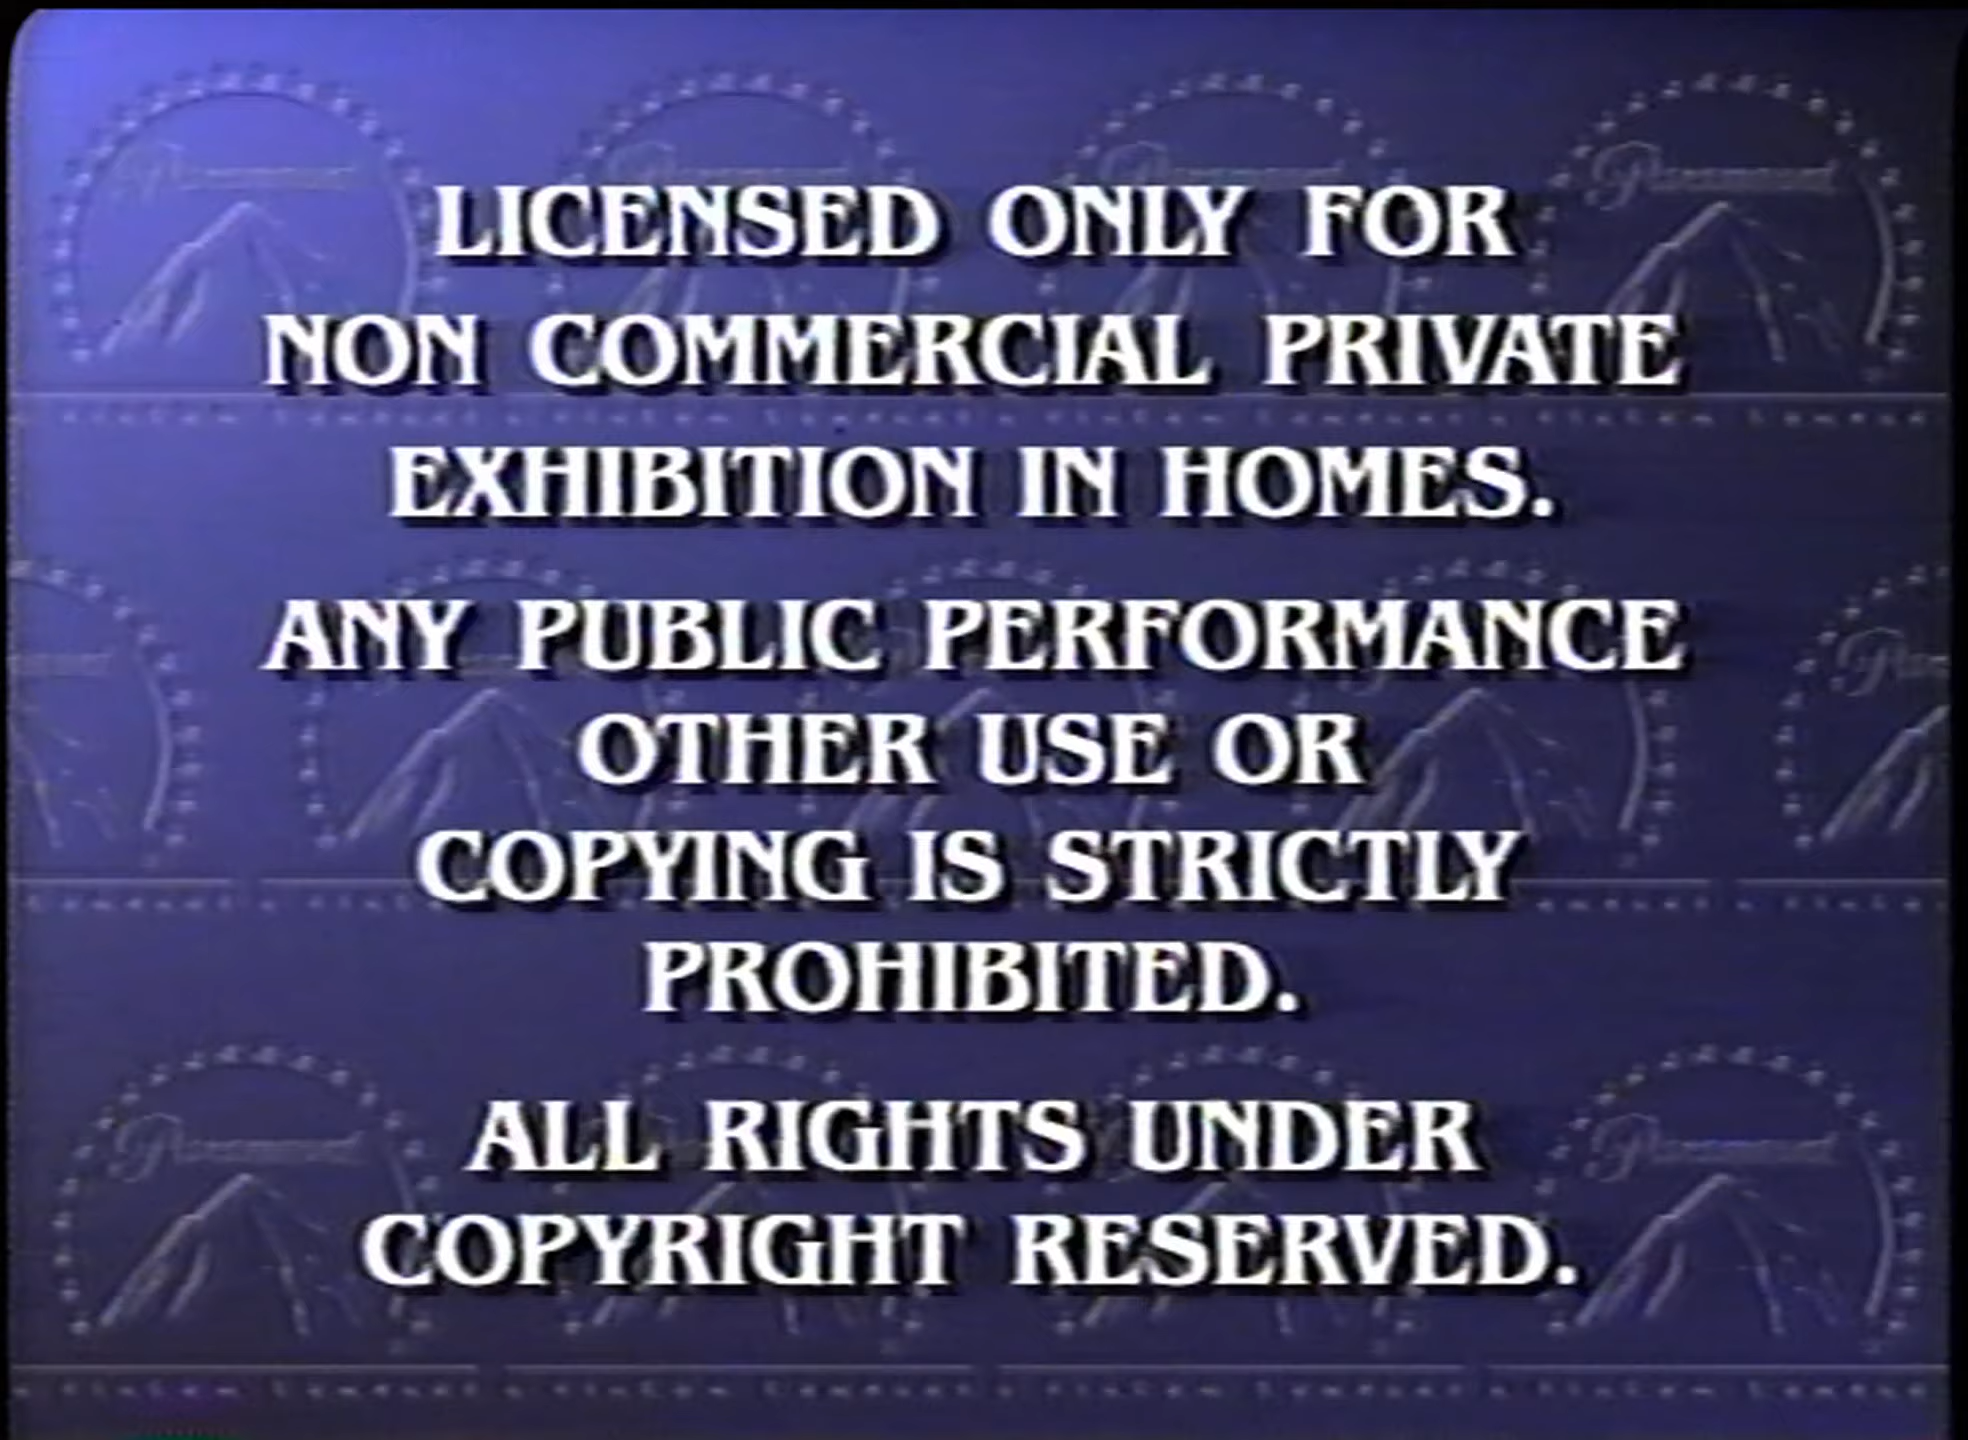 LICENSED ONLY FOR
NON COMMERCIAL PRIVATE
EXHIBITION IN HOMES.
ANY PUBLIC PERFORMANCE
OTHER USE OR
COPYING IS STRICTLY
PROHIBITED.
ALL RIGHTS UNDER
COPYRIGHT RESERVED.